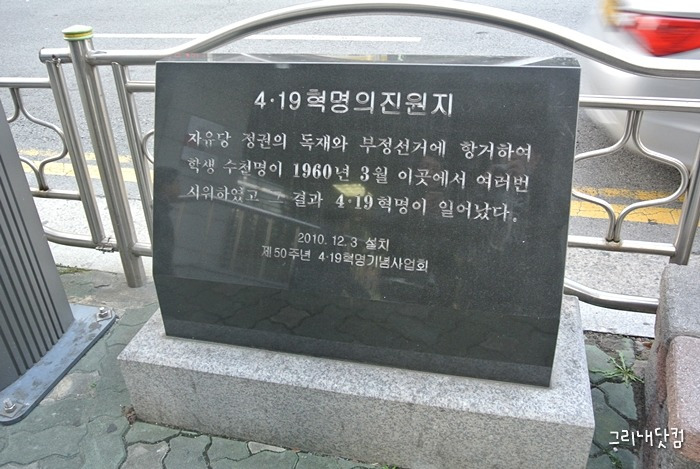 4·19혁명의진원지
자유당 정권의 독재와 부정선거에 항거하여
학생 수천명이 1960년 3월 이곳에서 여러번
시위하였고 그 결과 4·19혁명이 일어났다.
2010. 12. 3 설치
제50주년 4·19혁명기념사업회
그리내닷컴